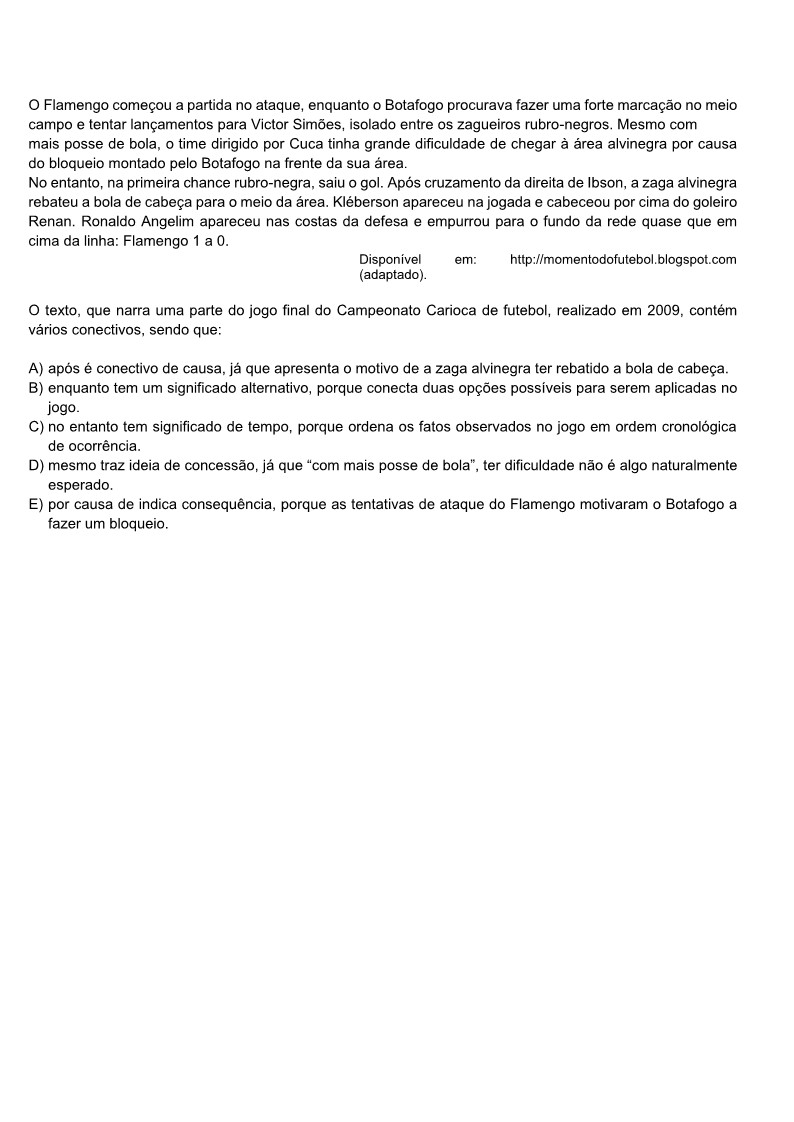 O Flamengo começou a partida no ataque, enquanto o Botafogo procurava fazer uma forte marcação no meio
campo e tentar lançamentos para Victor Simões, isolado entre os zagueiros rubro-negros. Mesmo com
mais posse de bola, o time dirigido por Cuca tinha grande dificuldade de chegar à área alvinegra por causa
do bloqueio montado pelo Botafogo na frente da sua área.
No entanto, na primeira chance rubro-negra, saiu o gol. Após cruzamento da direita de Ibson, a zaga alvinegra
rebateu a bola de cabeça para o meio da área. Kléberson apareceu na jogada e cabeceou por cima do goleiro
Renan. Ronaldo Angelim apareceu nas costas da defesa e empurrou para o fundo da rede quase que em
cima da linha: Flamengo 1 a 0.
Disponível em: http://momentodofutebol.blogspot.com
(adaptado).
O texto, que narra uma parte do jogo final do Campeonato Carioca de futebol, realizado em 2009, contém
vários conectivos, sendo que:
A) após é conectivo de causa, já que apresenta o motivo de a zaga alvinegra ter rebatido a bola de cabeça.
B) enquanto tem um significado alternativo, porque conecta duas opções possíveis para serem aplicadas no
jogo.
C) no entanto tem significado de tempo, porque ordena os fatos observados no jogo em ordem cronológica
de ocorrência.
D) mesmo traz ideia de concessão, já que “com mais posse de bola”, ter dificuldade não é algo naturalmente
esperado.
E) por causa de indica consequência, porque as tentativas de ataque do Flamengo motivaram o Botafogo a
fazer um bloqueio.